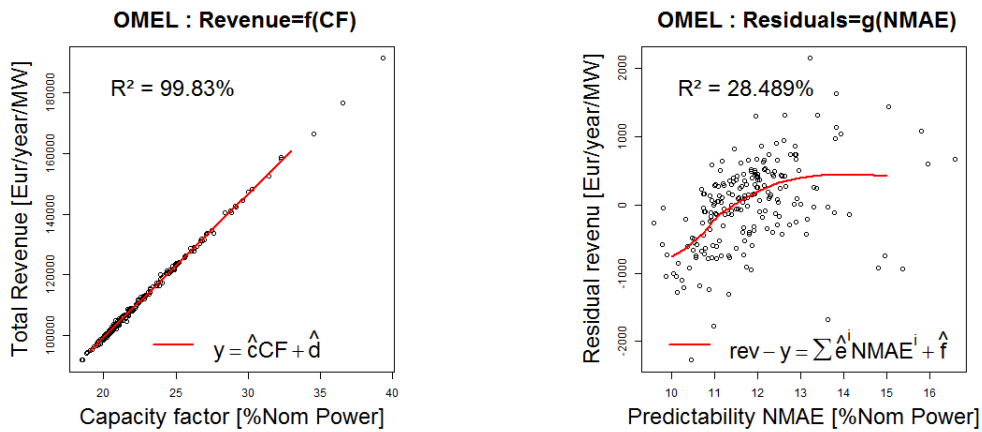 OMEL : Revenue=f(CF)
R² = 99.83%
Total Revenue [Eur/year/MW]
180000
160000
140000
120000
100000
y = ĉCF + d̂
20 25 30 35 40
Capacity factor [%Nom Power]
OMEL : Residuals=g(NMAE)
R² = 28.489%
Residual revenu [Eur/year/MW]
2000
1000
0
-1000
-2000
rev − y = ∑ êⁱNMAEⁱ + f̂
10 11 12 13 14 15 16
Predictability NMAE [%Nom Power]